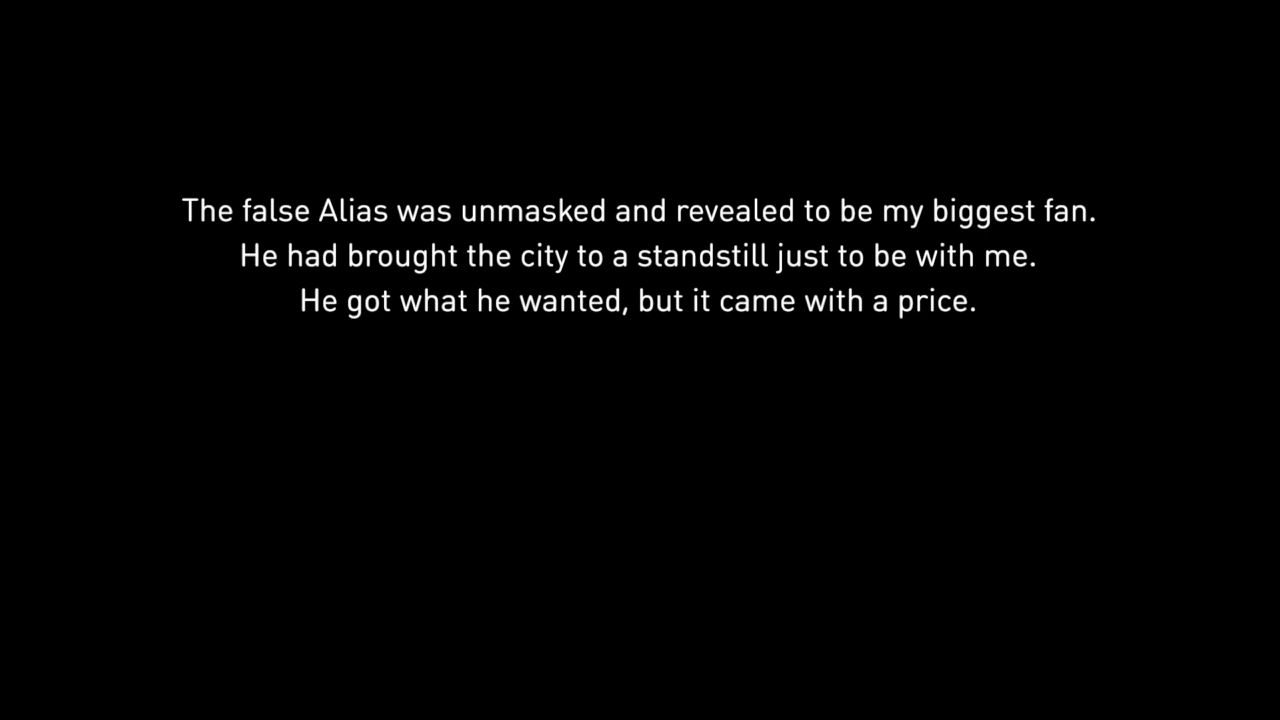 The false Alias was unmasked and revealed to be my biggest fan.
He had brought the city to a standstill just to be with me.
He got what he wanted, but it came with a price.